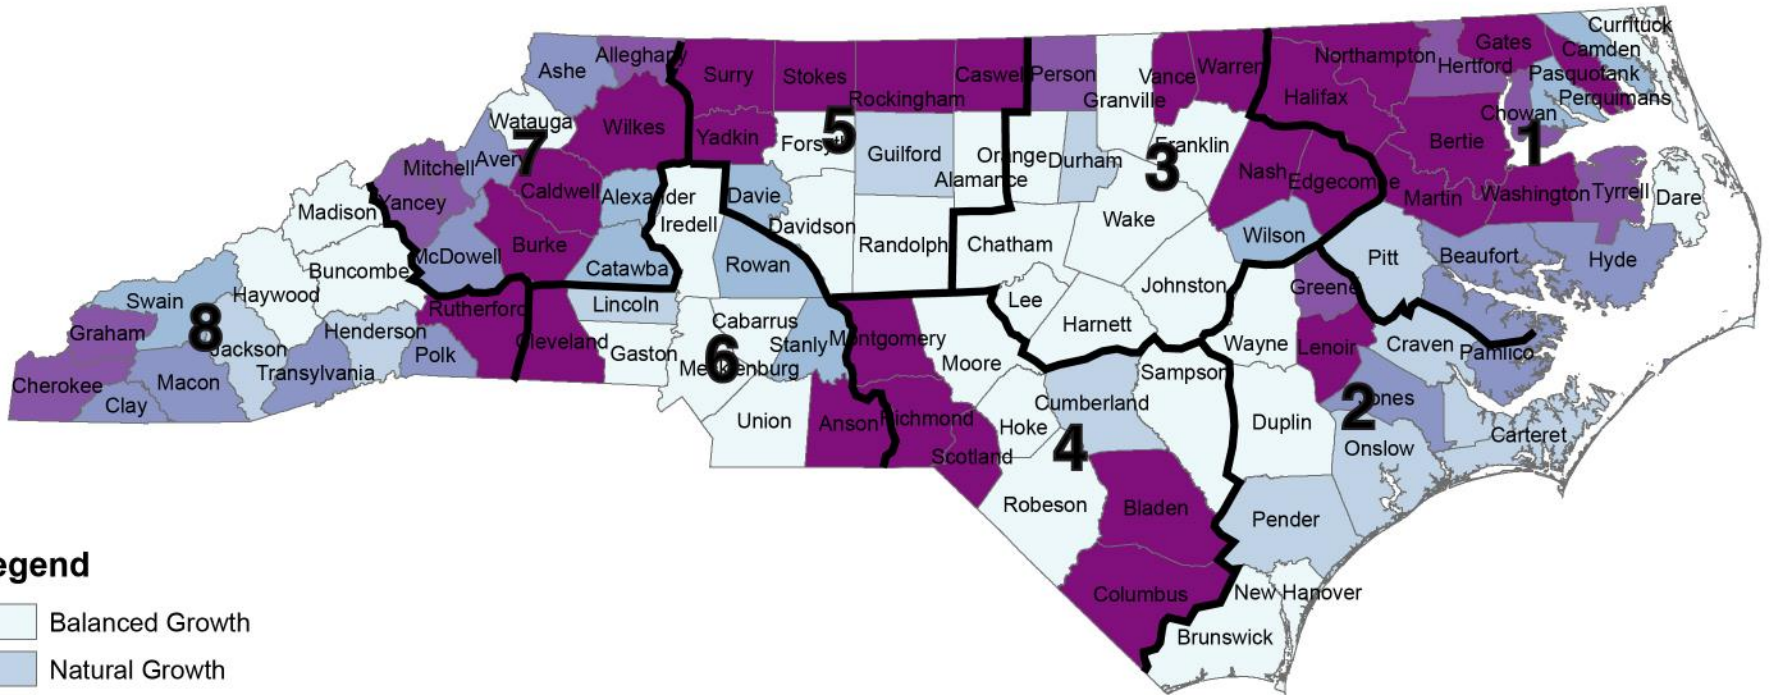 Currituck
Alleghany
Northampton
Gates
Camden
Ashe
Surry
Stokes
Caswell
Person
Vance
Warren
Hertford
Pasquotank
Rockingham
Granville
Halifax
Perquimans
Watauga
Wilkes
Yadkin
5
Forsyth
Guilford
Chowan
1
7
Franklin
Bertie
Mitchell
Avery
Orange
Durham
3
Alamance
Nash
Edgecombe
Caldwell
Alexander
Davie
Martin
Washington
Tyrrell
Dare
Yancey
Madison
Iredell
Davidson
Wake
Burke
Randolph
Chatham
Wilson
McDowell
Catawba
Rowan
Pitt
Beaufort
Hyde
Buncombe
Haywood
Swain
Lincoln
Lee
Johnston
Greene
Rutherford
8
Graham
Henderson
Cabarrus
Harnett
Cleveland
Stanly
Montgomery
Wayne
Lenoir
Craven
Pamlico
Jackson
Gaston
6
Mecklenburg
Moore
Polk
Transylvania
Sampson
Cherokee
Macon
Clay
Cumberland
2
Jones
Union
Anson
Richmond
Hoke
4
Duplin
Carteret
Scotland
Onslow
Robeson
Bladen
Pender
Columbus
New Hanover
Brunswick
egend
Balanced Growth
Natural Growth